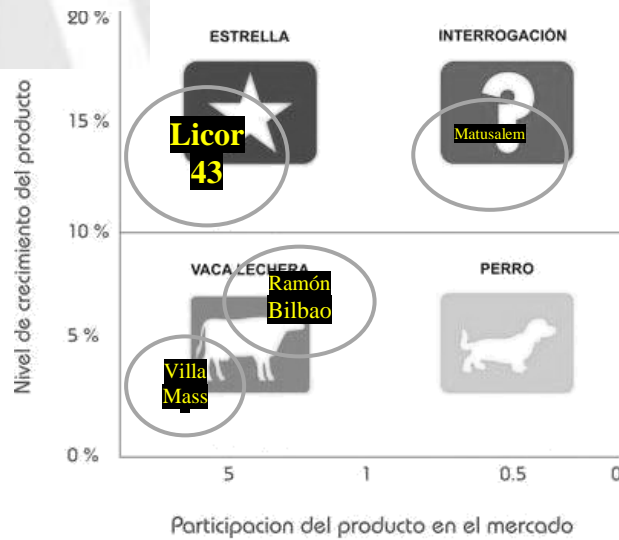 20 %
ESTRELLA
INTERROGACIÓN
15 %
Licor
43
Matusalem
10 %
VACA LECHERA
PERRO
Ramón
Bilbao
5 %
Villa
Mass
0 %
5
1
0.5
0
Nivel de crecimiento del producto
Participacion del producto en el mercado